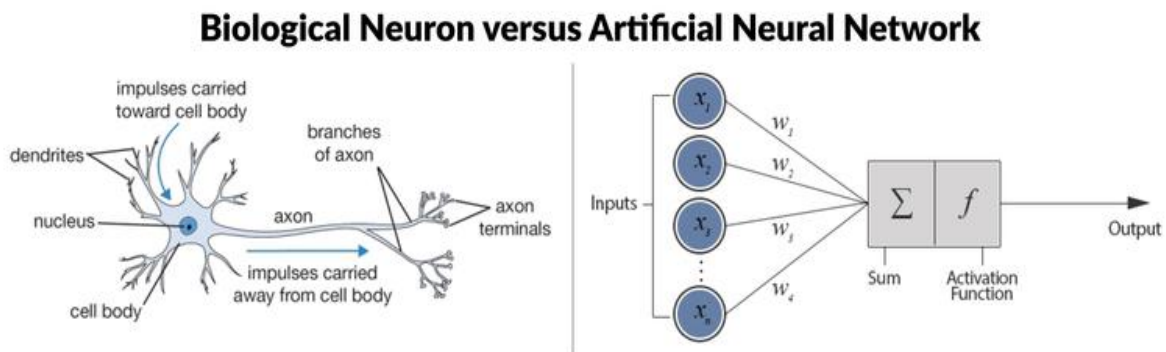 Biological Neuron versus Artificial Neural Network
impulses carried
toward cell body
dendrites
nucleus
cell body
axon
impulses carried
away from cell body
branches
of axon
axon
terminals
Inputs
x₁
x₂
x₃
xₙ
w₁
w₂
w₃
w₄
Σ
f
Sum
Activation
Function
Output